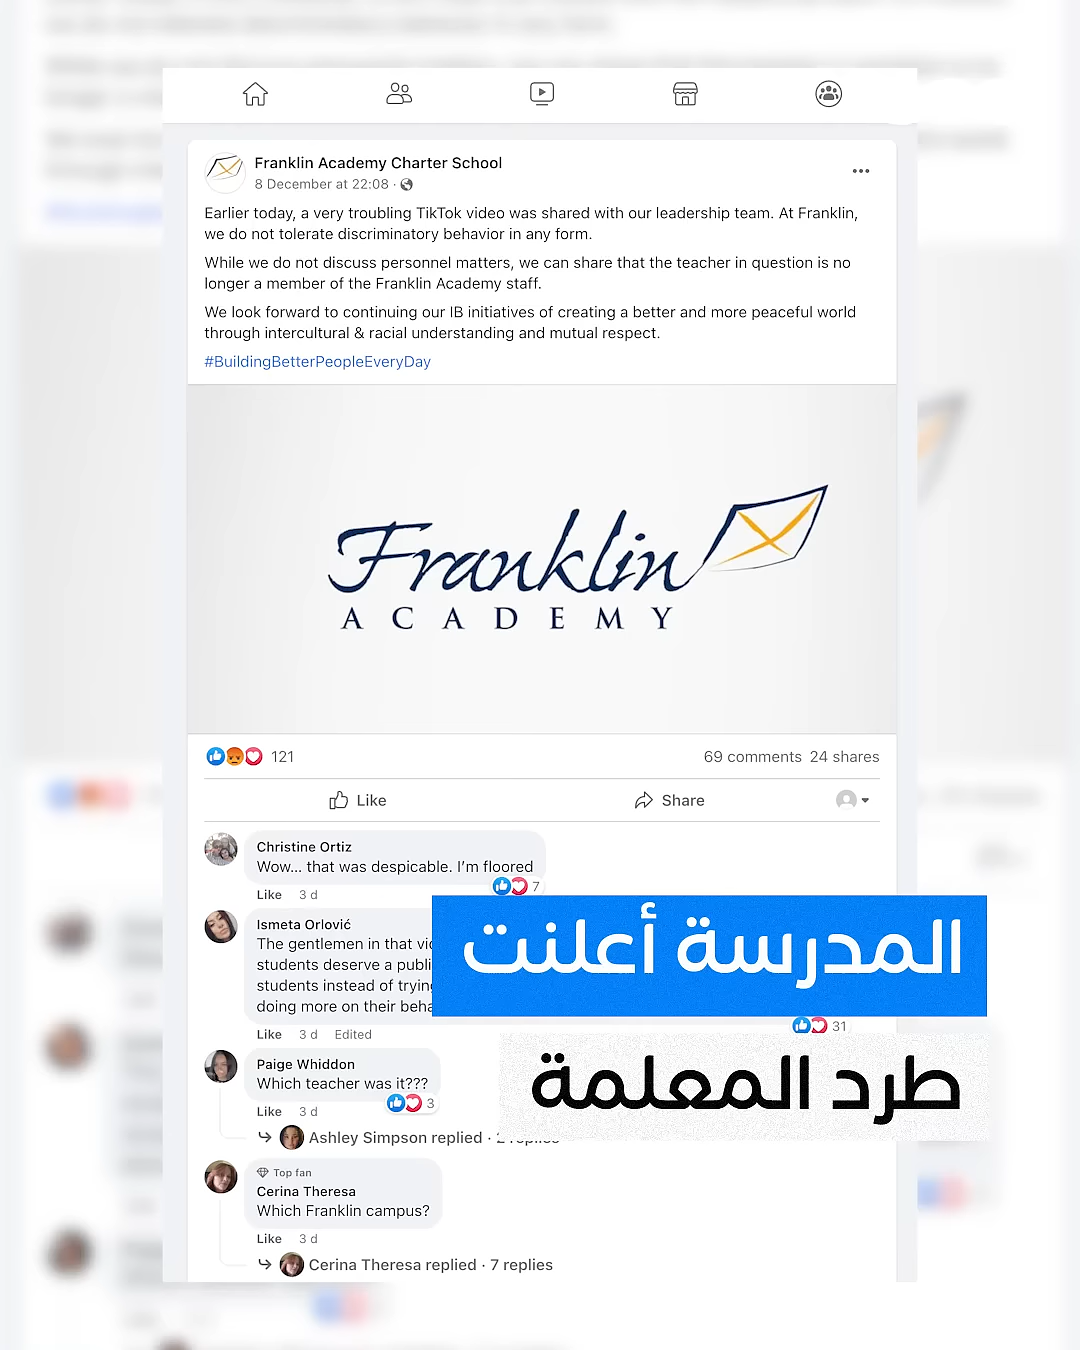 Franklin Academy Charter School
8 December at 22:08 ·
Earlier today, a very troubling TikTok video was shared with our leadership team. At Franklin,
we do not tolerate discriminatory behavior in any form.
While we do not discuss personnel matters, we can share that the teacher in question is no
longer a member of the Franklin Academy staff.
We look forward to continuing our IB initiatives of creating a better and more peaceful world
through intercultural & racial understanding and mutual respect.
#BuildingBetterPeopleEveryDay
Franklin
ACADEMY
121
69 comments 24 shares
Like
Share
Christine Ortiz
Wow... that was despicable. I'm floored
7
Like 3 d
Ismeta Orlović
The gentlemen in that
students deserve a
students instead of
doing more on their
المدرسة أعلنت
Like 3 d Edited
31
طرد المعلمة
Paige Whiddon
Which teacher was it???
3
Like 3 d
Ashley Simpson replied ·
Top fan
Cerina Theresa
Which Franklin campus?
Like 3 d
Cerina Theresa replied · 7 replies